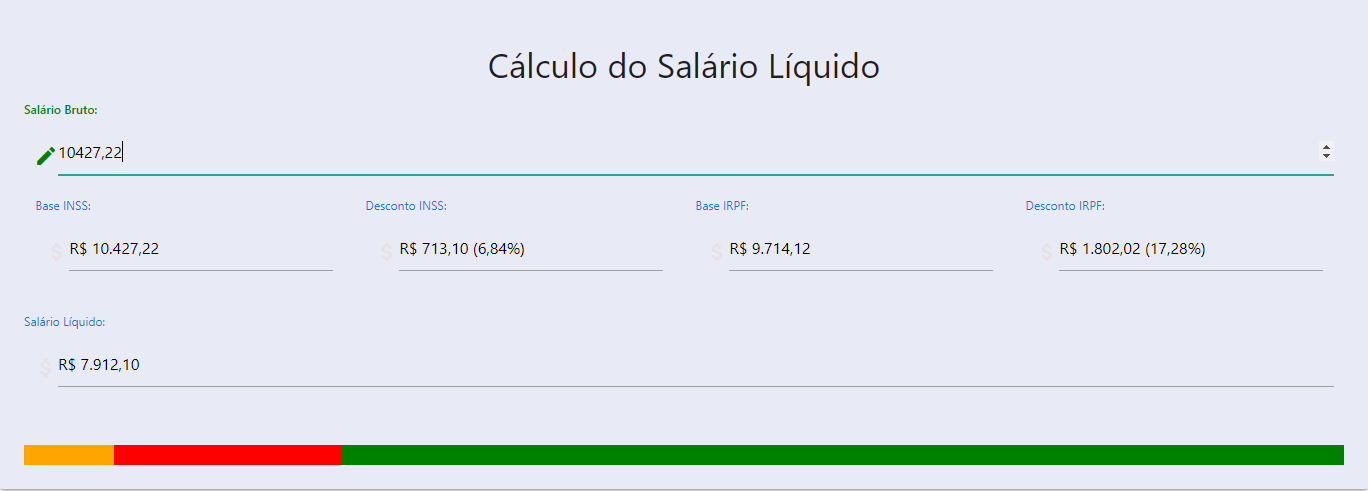 Cálculo do Salário Líquido
Salário Bruto:
10427,22
Base INSS: Desconto INSS: Base IRPF: Desconto IRPF:
$ R$ 10.427,22 $ R$ 713,10 (6,84%) $ R$ 9.714,12 $ R$ 1.802,02 (17,28%)
Salário Líquido:
$ R$ 7.912,10